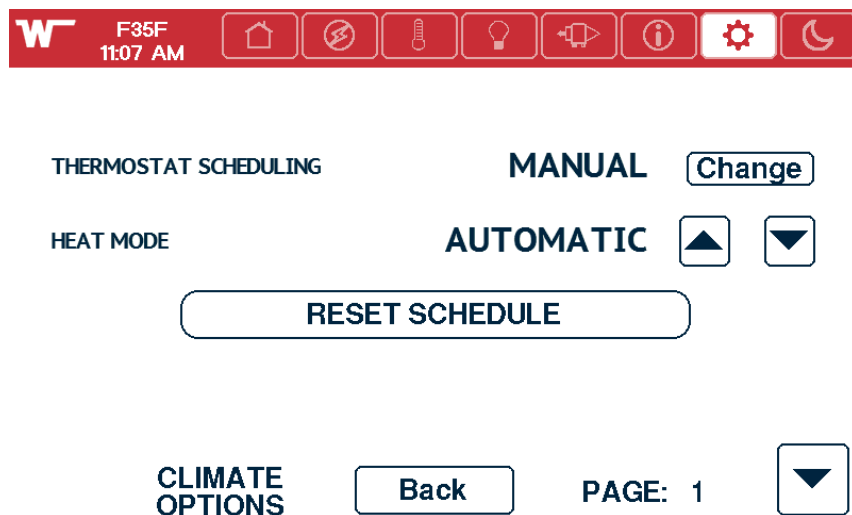 W F35F
11:07 AM
THERMOSTAT SCHEDULING MANUAL Change
HEAT MODE AUTOMATIC
RESET SCHEDULE
CLIMATE
OPTIONS Back PAGE: 1